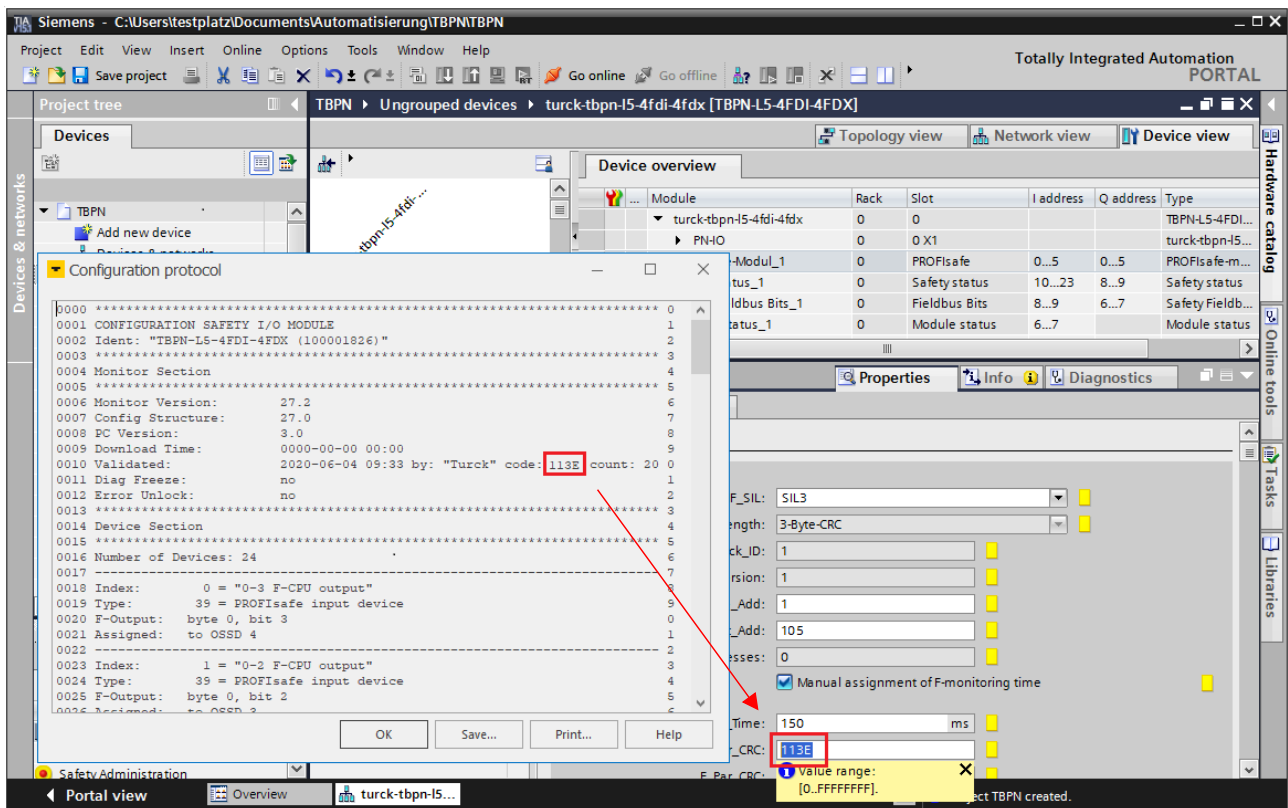 Siemens - C:\Users\testplatz\Documents\Automatisierung\TBPN\TBPN
Project Edit View Insert Online Options Tools Window Help
Totally Integrated Automation
PORTAL
Save project
Go online Go offline
Project tree
TBPN Ungrouped devices turck-tbpn-l5-4fdi-4fdx [TBPN-L5-4FDI-4FDX]
Devices
Topology view Network view Device view
Devices & networks
Device overview
turck-tbpn-l5-4fdi-...
... Module Rack Slot I address Q address Type
turck-tbpn-l5-4fdi-4fdx 0 0 TBPN-L5-4FDI...
PN-IO 0 0 X1 turck-tbpn-l5...
-Modul_1 0 PROFIsafe 0...5 0...5 PROFIsafe-m...
tus_1 0 Safety status 10...23 8...9 Safety status
ldbus Bits_1 0 Fieldbus Bits 8...9 6...7 Safety Fieldb...
tatus_1 0 Module status 6...7 Module status
TBPN
Add new device
Devices & networks
Configuration protocol
0000 ************************************************************************* 0
0001 CONFIGURATION SAFETY I/O MODULE 1
0002 Ident: "TBPN-L5-4FDI-4FDX (100001826)" 2
0003 ************************************************************************* 3
0004 Monitor Section 4
0005 ************************************************************************* 5
0006 Monitor Version: 27.2 6
0007 Config Structure: 27.0 7
0008 PC Version: 3.0 8
0009 Download Time: 0000-00-00 00:00 9
0010 Validated: 2020-06-04 09:33 by: "Turck" code: 113E count: 20 0
0011 Diag Freeze: no 1
0012 Error Unlock: no 2
0013 ************************************************************************* 3
0014 Device Section 4
0015 ************************************************************************* 5
0016 Number of Devices: 24 6
0017 ------------------------------------------------------------------------- 7
0018 Index: 0 = "0-3 F-CPU output" 8
0019 Type: 39 = PROFIsafe input device 9
0020 F-Output: byte 0, bit 3 0
0021 Assigned: to OSSD 4 1
0022 ------------------------------------------------------------------------- 2
0023 Index: 1 = "0-2 F-CPU output" 3
0024 Type: 39 = PROFIsafe input device 4
0025 F-Output: byte 0, bit 2 5
0026 Assigned: to OSSD 3 6
OK Save... Print... Help
Properties Info Diagnostics
F_SIL: SIL3
ength: 3-Byte-CRC
ck_ID: 1
rsion: 1
_Add: 1
_Add: 105
esses: 0
Manual assignment of F-monitoring time
_Time: 150 ms
r_CRC: 113E
F_Par_CRC:
Value range:
[0..FFFFFFFF].
Hardware catalog
Online tools
Tasks
Libraries
Safety Administration
Portal view Overview turck-tbpn-l5...
ject TBPN created.